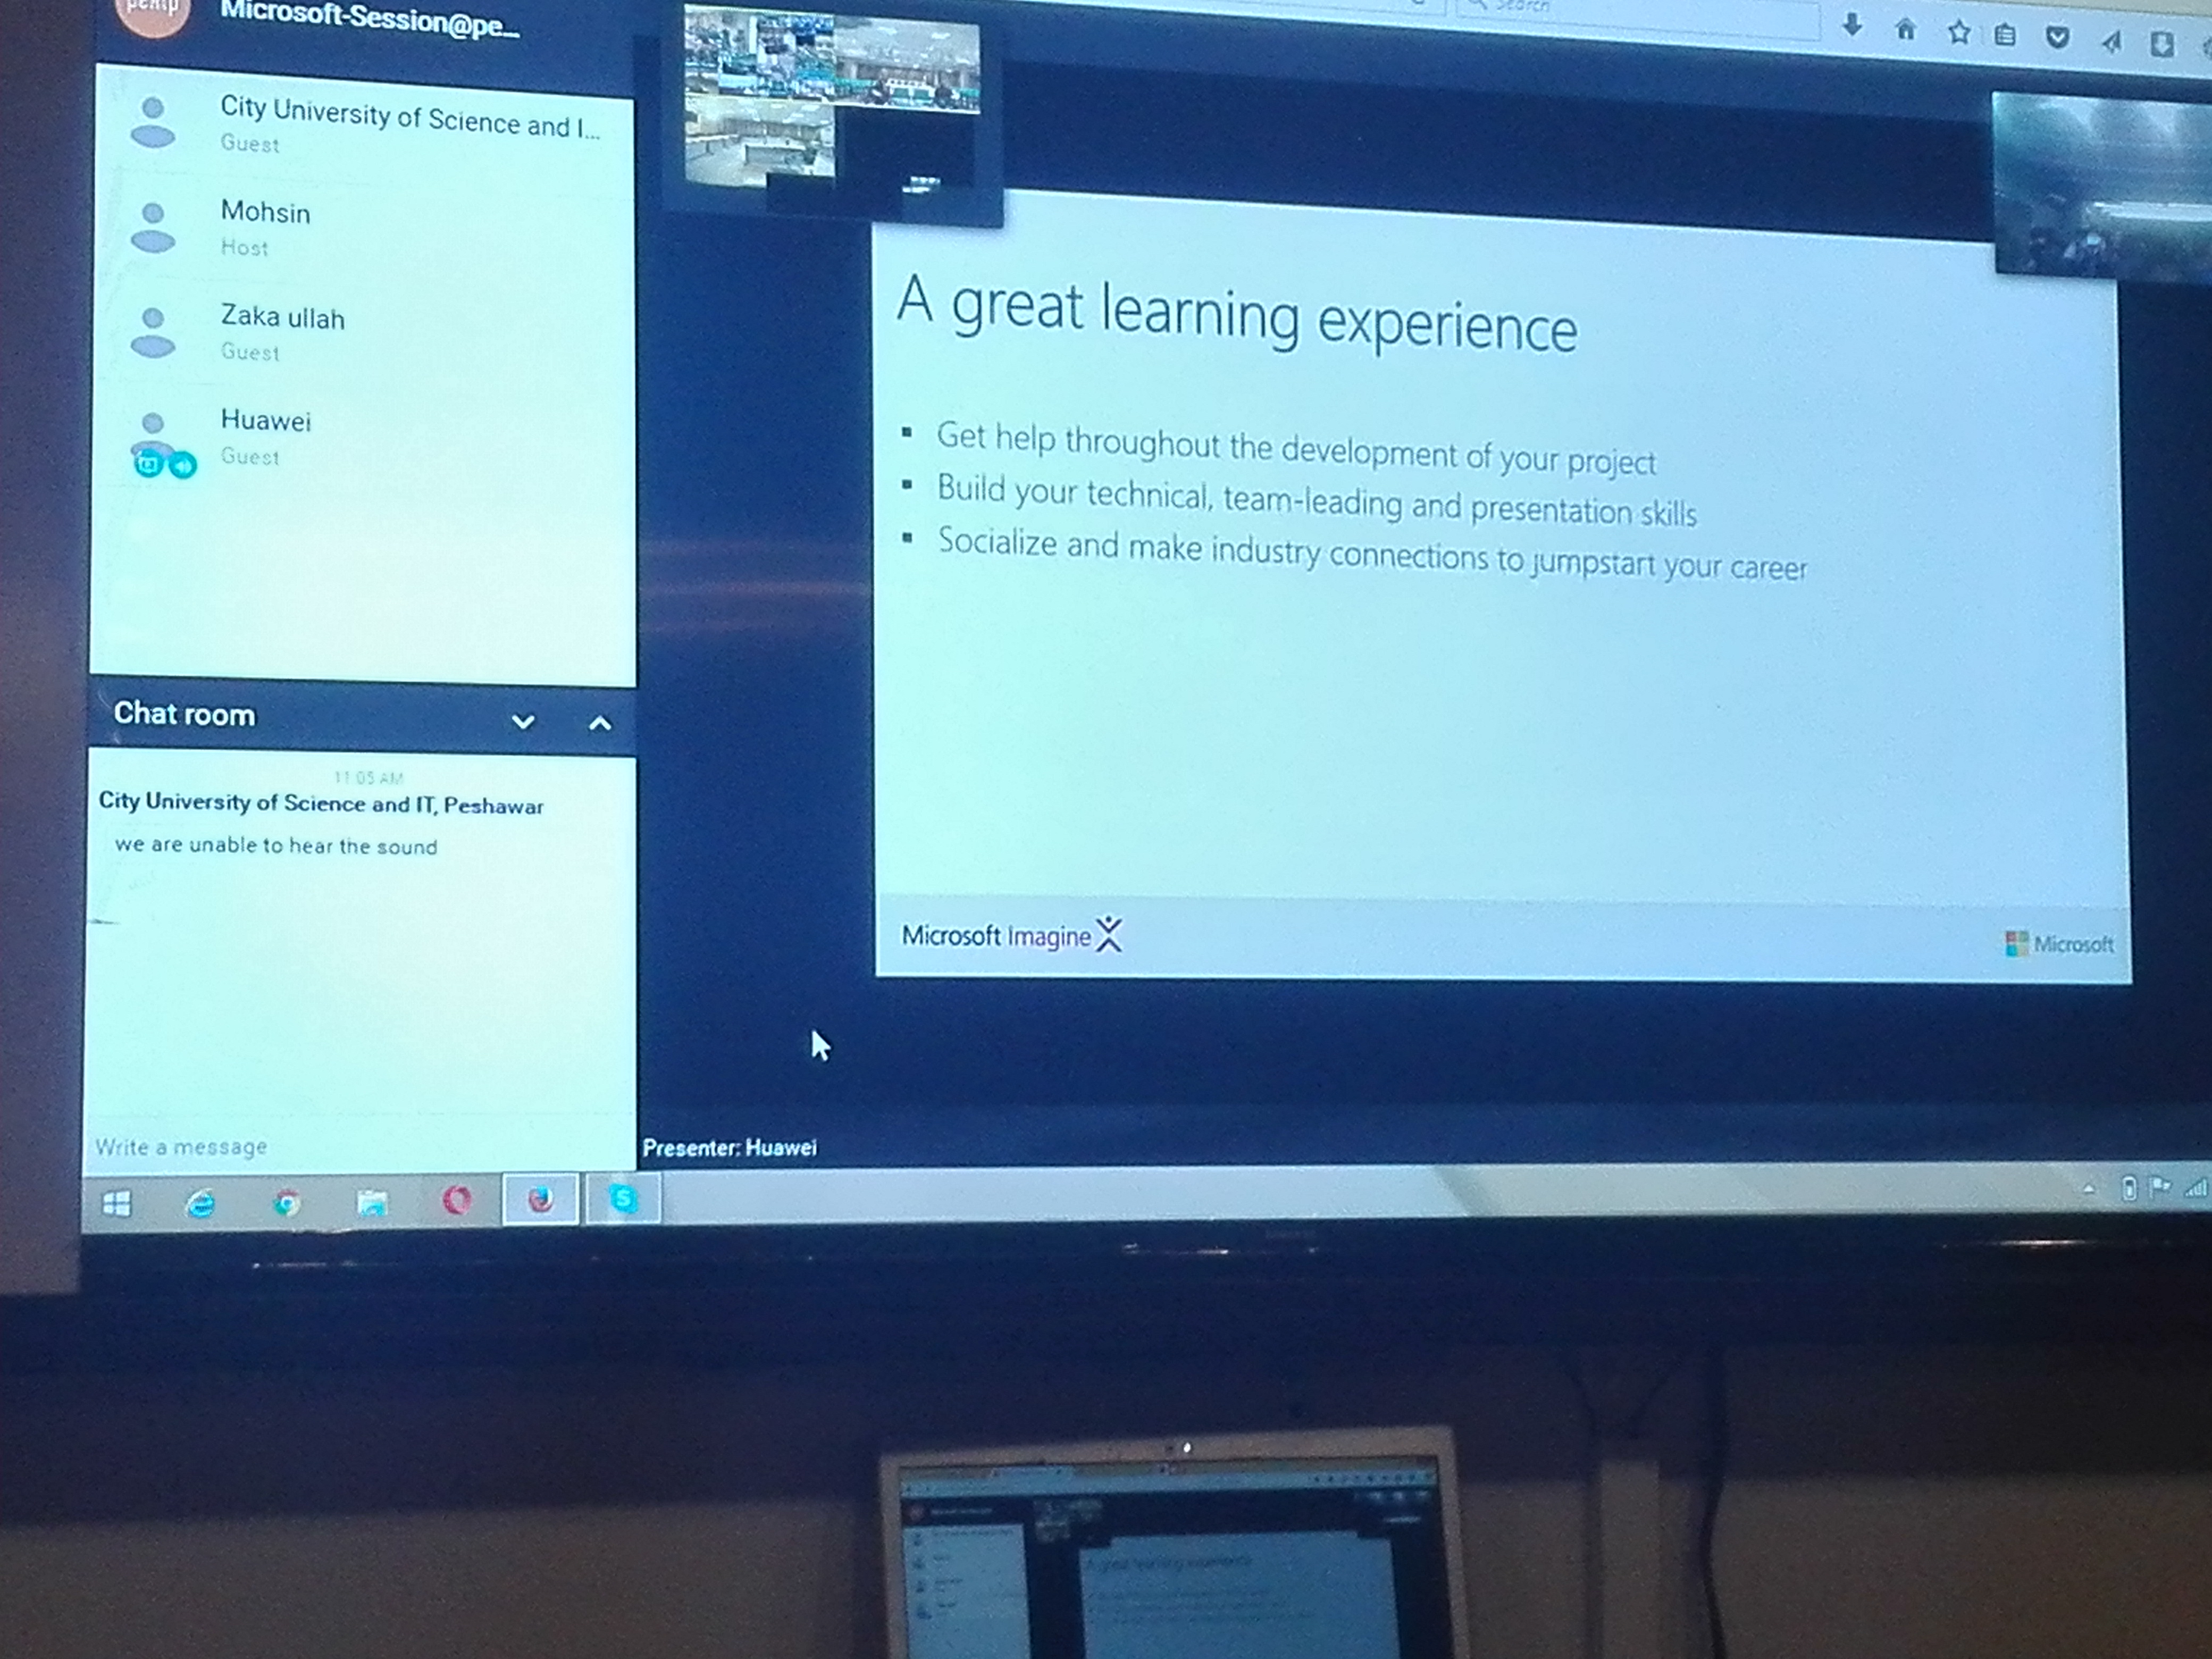 Microsoft-Session@pe...
Search
City University of Science and I...
Guest
Mohsin
Host
Zaka ullah
Guest
Huawei
Guest
Chat room
11:05 AM
City University of Science and IT, Peshawar
we are unable to hear the sound
Write a message
A great learning experience
▪ Get help throughout the development of your project
▪ Build your technical, team-leading and presentation skills
▪ Socialize and make industry connections to jumpstart your career
Microsoft Imagine
Microsoft
Presenter: Huawei